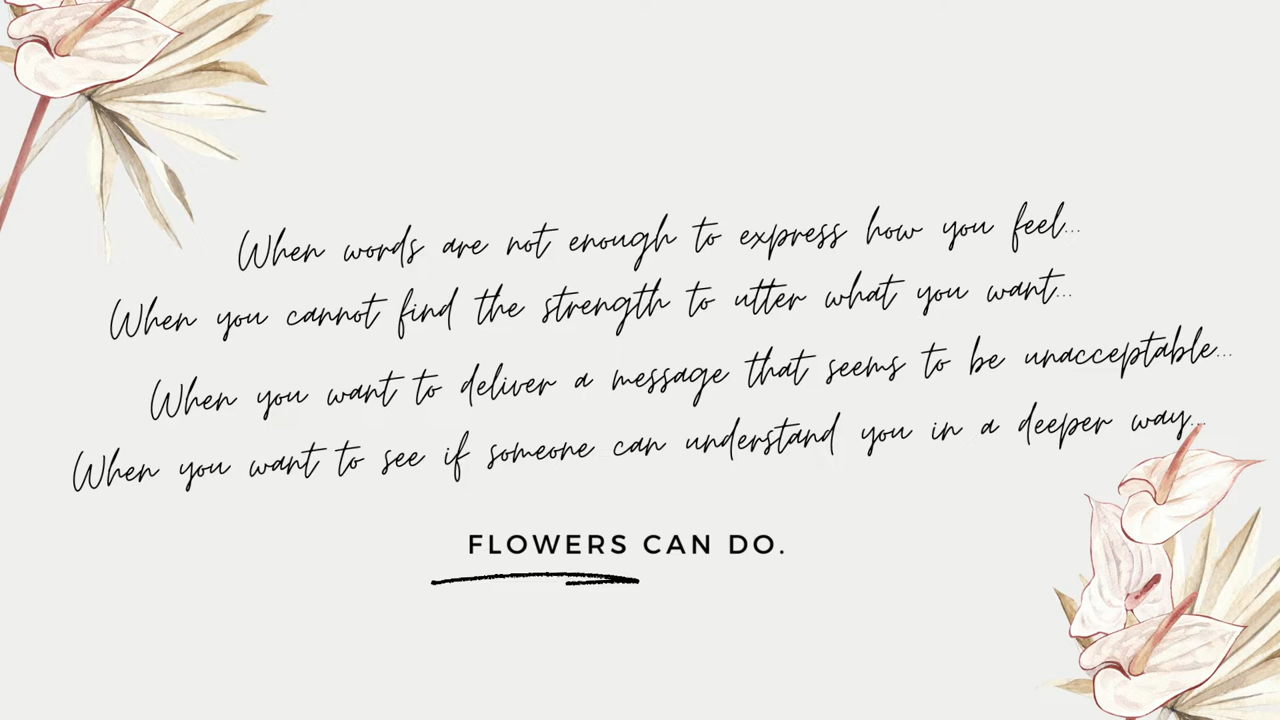 When words are not enough to express how you feel...
When you cannot find the strength to utter what you want...
When you want to deliver a message that seems to be unacceptable...
When you want to see if someone can understand you in a deeper way...
FLOWERS CAN DO.